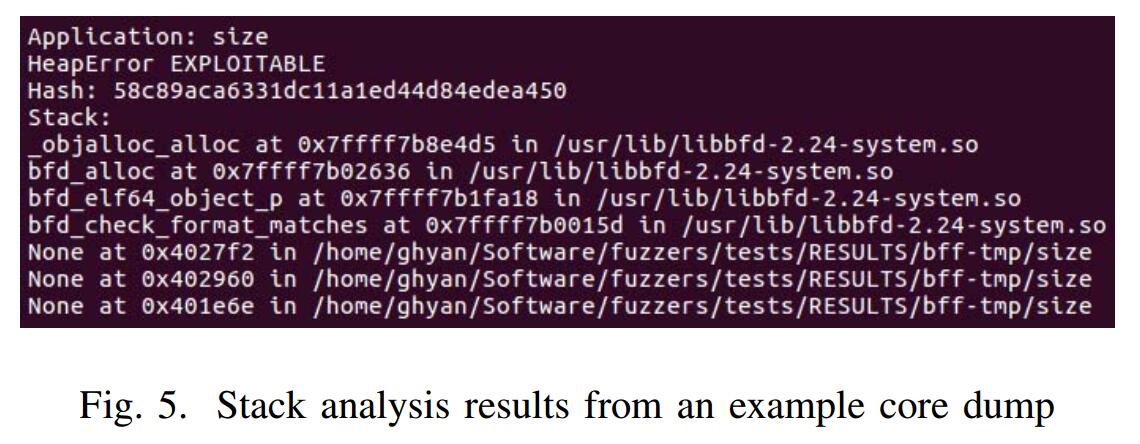 Application: size
HeapError EXPLOITABLE
Hash: 58c89aca6331dc11a1ed44d84edea450
Stack:
_objalloc_alloc at 0x7ffff7b8e4d5 in /usr/lib/libbfd-2.24-system.so
bfd_alloc at 0x7ffff7b02636 in /usr/lib/libbfd-2.24-system.so
bfd_elf64_object_p at 0x7ffff7b1fa18 in /usr/lib/libbfd-2.24-system.so
bfd_check_format_matches at 0x7ffff7b0015d in /usr/lib/libbfd-2.24-system.so
None at 0x4027f2 in /home/ghyan/Software/fuzzers/tests/RESULTS/bff-tmp/size
None at 0x402960 in /home/ghyan/Software/fuzzers/tests/RESULTS/bff-tmp/size
None at 0x401e6e in /home/ghyan/Software/fuzzers/tests/RESULTS/bff-tmp/size
Fig. 5. Stack analysis results from an example core dump